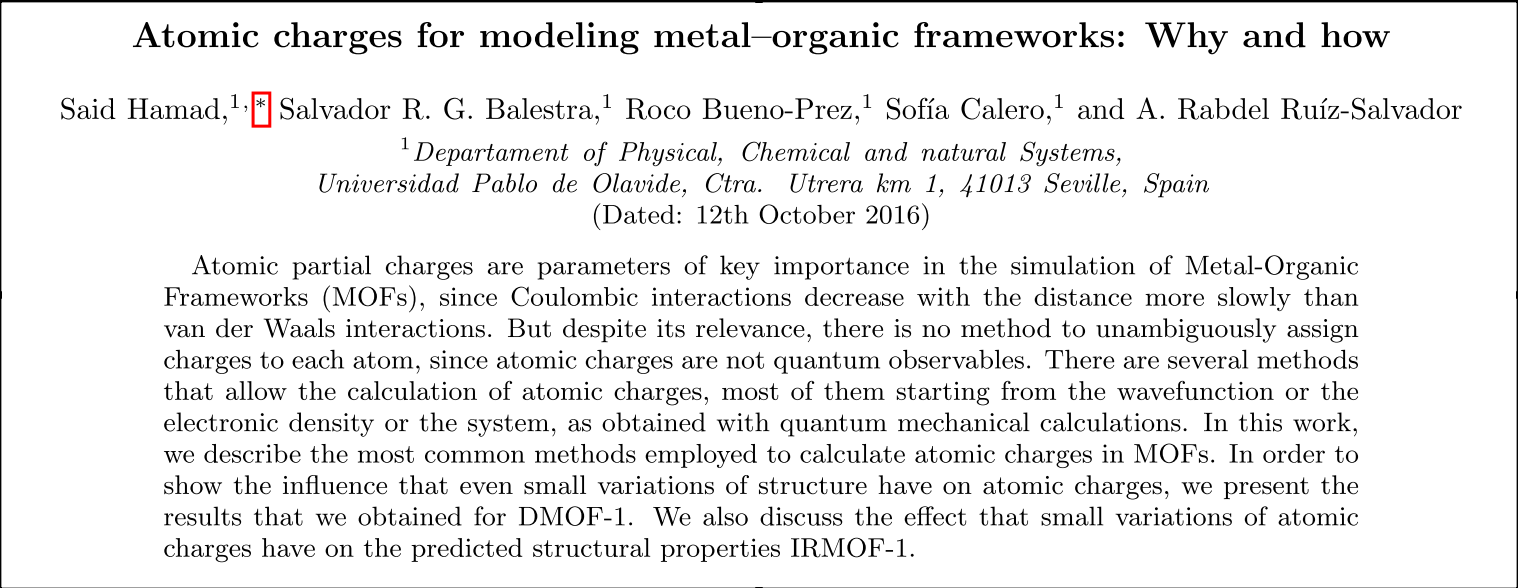 Atomic charges for modeling metal–organic frameworks: Why and how
Said Hamad,1,* Salvador R. G. Balestra,1 Roco Bueno-Prez,1 Sofía Calero,1 and A. Rabdel Ruíz-Salvador
1Departament of Physical, Chemical and natural Systems,
Universidad Pablo de Olavide, Ctra. Utrera km 1, 41013 Seville, Spain
(Dated: 12th October 2016)
Atomic partial charges are parameters of key importance in the simulation of Metal-Organic
Frameworks (MOFs), since Coulombic interactions decrease with the distance more slowly than
van der Waals interactions. But despite its relevance, there is no method to unambiguously assign
charges to each atom, since atomic charges are not quantum observables. There are several methods
that allow the calculation of atomic charges, most of them starting from the wavefunction or the
electronic density or the system, as obtained with quantum mechanical calculations. In this work,
we describe the most common methods employed to calculate atomic charges in MOFs. In order to
show the influence that even small variations of structure have on atomic charges, we present the
results that we obtained for DMOF-1. We also discuss the effect that small variations of atomic
charges have on the predicted structural properties IRMOF-1.